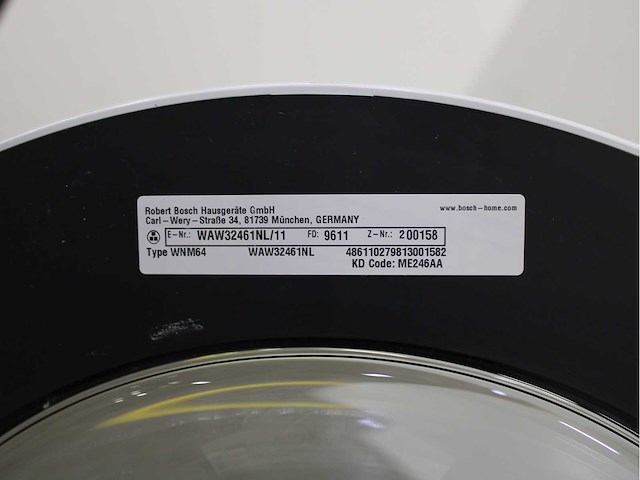 Robert Bosch Hausgeräte GmbH www.bosch-home.com
Carl-Wery-Straße 34, 81739 München, GERMANY
E-Nr.: WAW32461NL/11 FD: 9611 Z-Nr.: 200158
Type WNM64 WAW32461NL 486110279813001582
KD Code: ME246AA